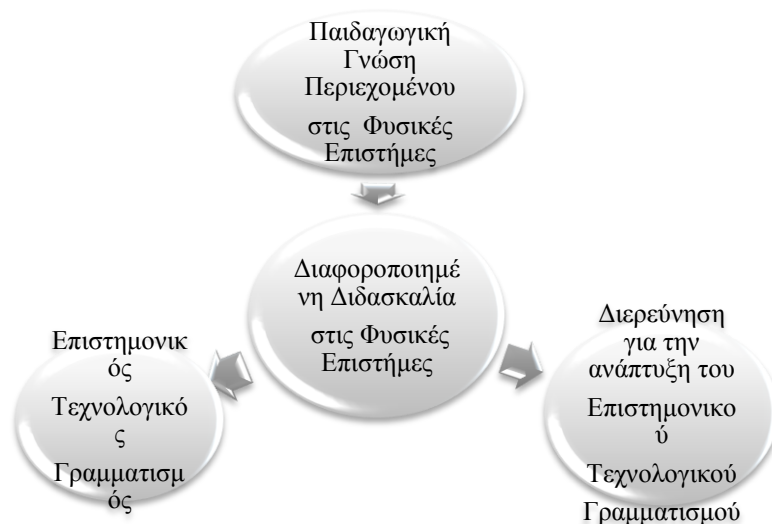 Παιδαγωγική
Γνώση
Περιεχομένου
στις Φυσικές
Επιστήμες
Διαφοροποιημέ
νη Διδασκαλία
στις Φυσικές
Επιστήμες
Επιστημονικ
ός
Τεχνολογικό
ς
Γραμματισμ
ός
Διερεύνηση
για την
ανάπτυξη του
Επιστημονικο
ύ
Τεχνολογικού
Γραμματισμού